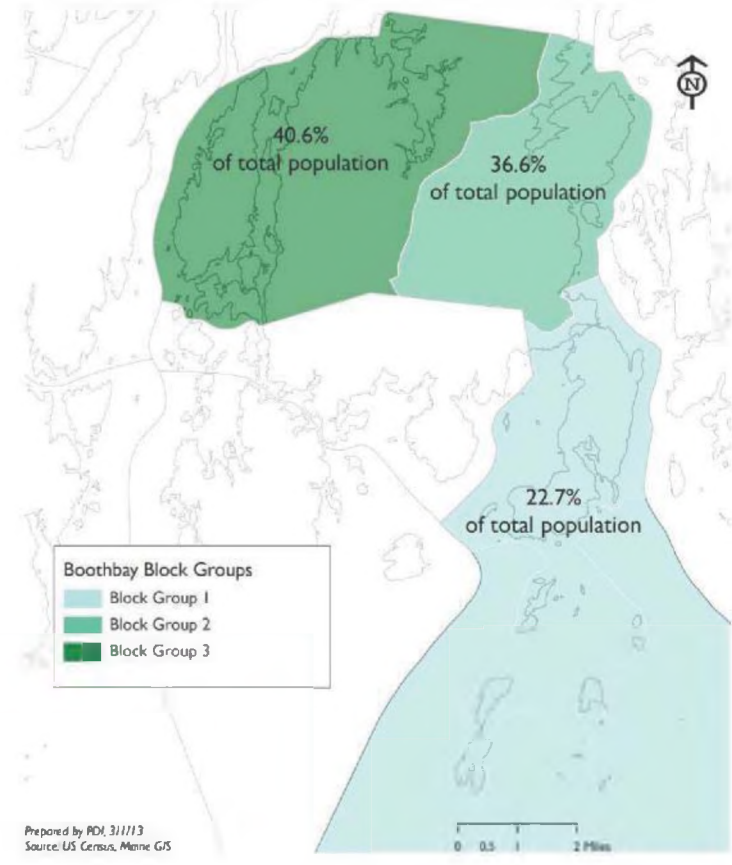 N
40.6%
of total population
36.6%
of total population
22.7%
of total population
Boothbay Block Groups
Block Group 1
Block Group 2
Block Group 3
Prepared by PDI, 3/1/13
Source: US Census, Maine GIS
0 0.5 1 2 Miles